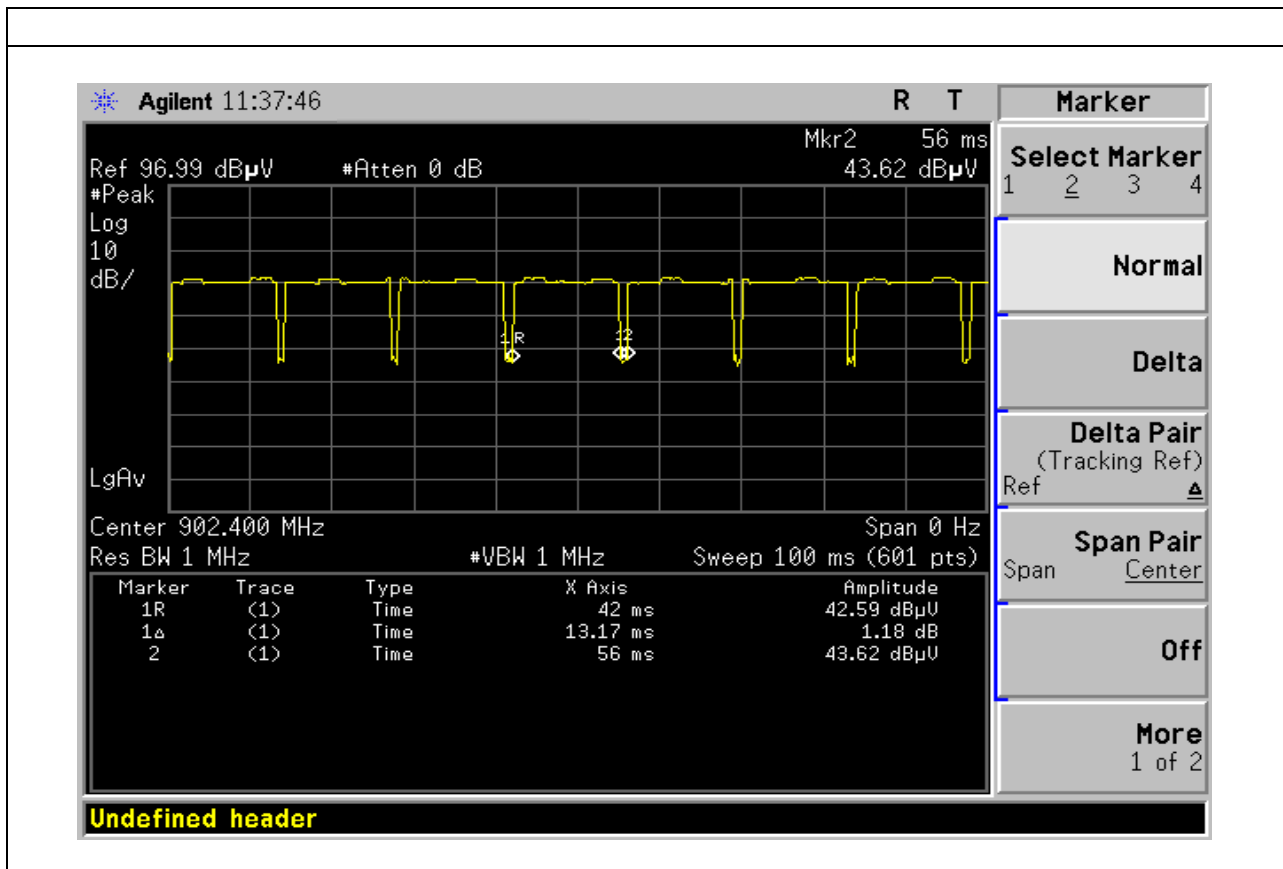 Agilent 11:37:46 R T
Mkr2 56 ms
Ref 96.99 dBµV #Atten 0 dB 43.62 dBµV
#Peak
Log
10
dB/
1R 1 2
LgAv
Center 902.400 MHz Span 0 Hz
Res BW 1 MHz #VBW 1 MHz Sweep 100 ms (601 pts)
Marker Trace Type X Axis Amplitude
1R (1) Time 42 ms 42.59 dBµV
1Δ (1) Time 13.17 ms 1.18 dB
2 (1) Time 56 ms 43.62 dBµV
Undefined header
Marker
Select Marker
1 2 3 4
Normal
Delta
Delta Pair
(Tracking Ref)
Ref Δ
Span Pair
Span Center
Off
More
1 of 2